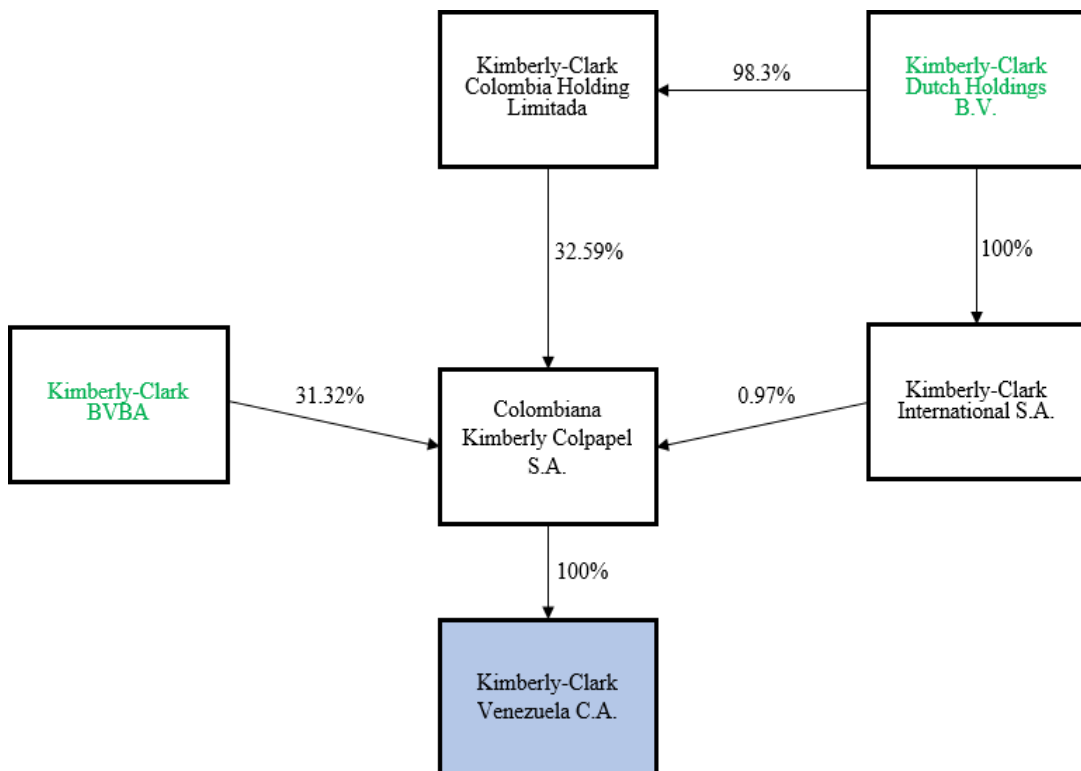 Kimberly-Clark
Colombia Holding
Limitada
98.3%
Kimberly-Clark
Dutch Holdings
B.V.
32.59%
100%
Kimberly-Clark
BVBA
31.32%
Colombiana
Kimberly Colpapel
S.A.
0.97%
Kimberly-Clark
International S.A.
100%
Kimberly-Clark
Venezuela C.A.